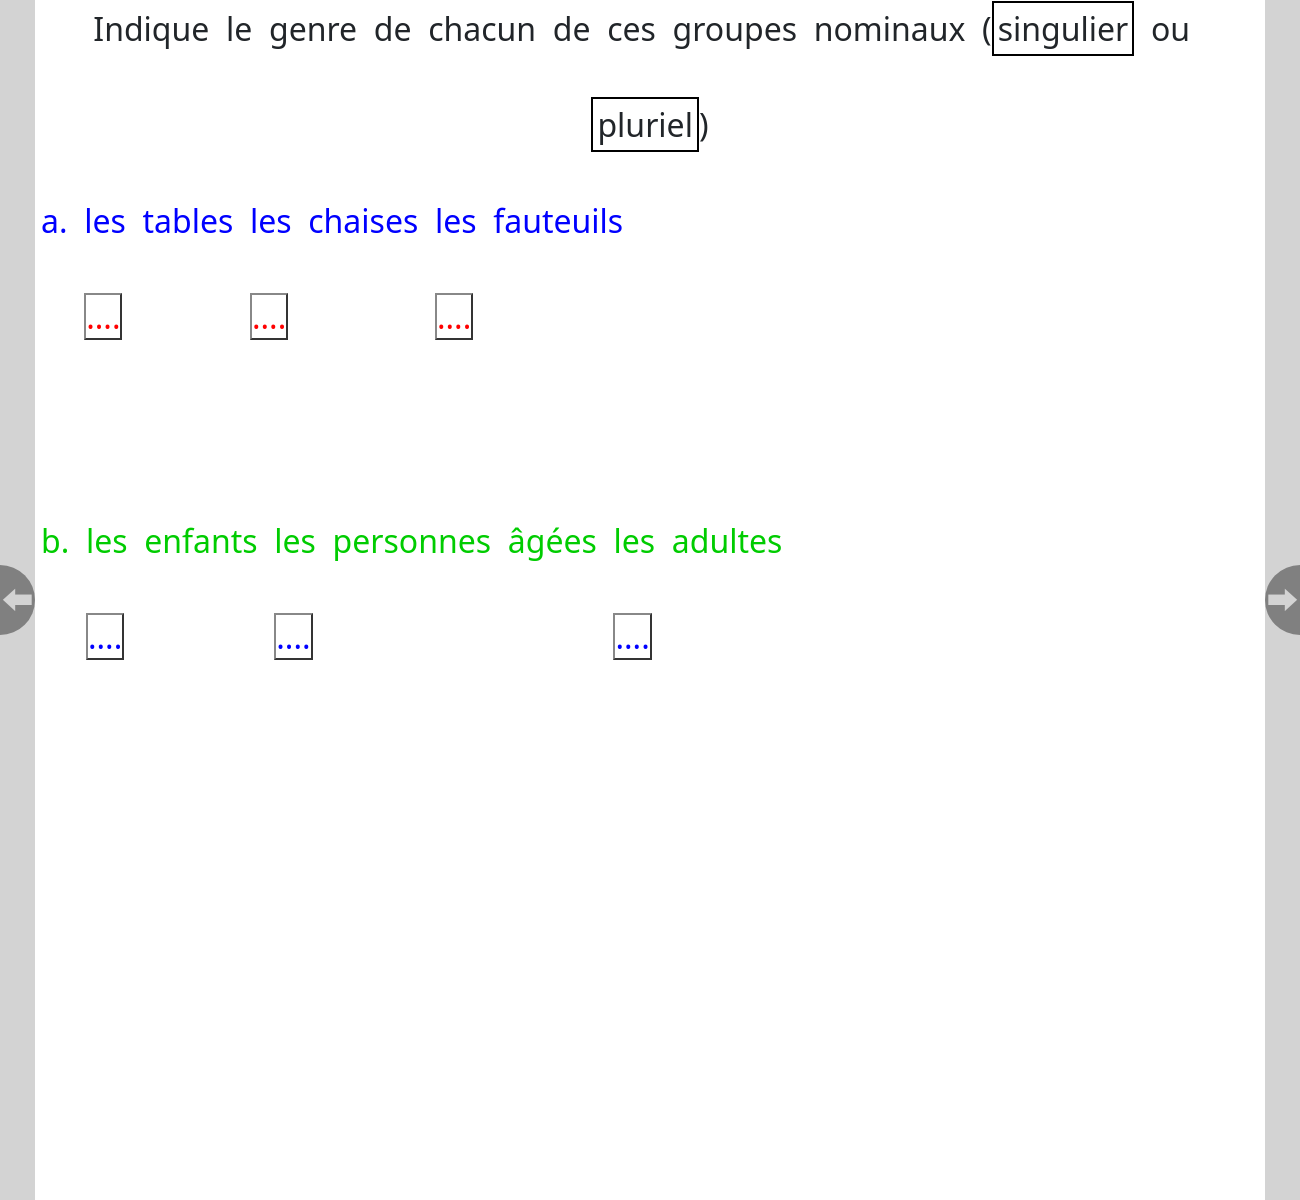 Indique le genre de chacun de ces groupes nominaux (singulier ou
pluriel)
a. les tables les chaises les fauteuils
.... .... ....
b. les enfants les personnes âgées les adultes
.... .... ....